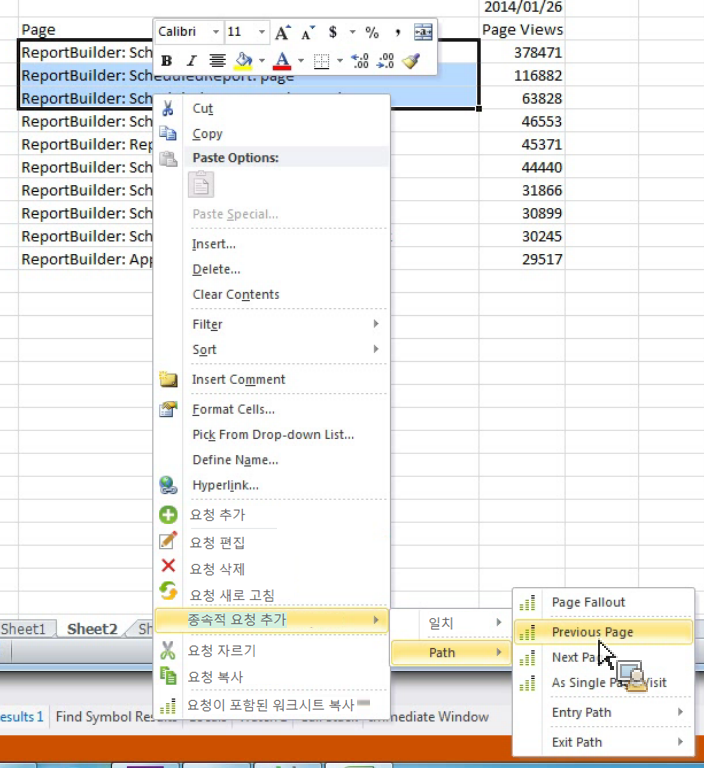 2014/01/26
Page Page Views
Calibri 11 A A $ % ,
B I A .00 .00
ReportBuilder: Sch 378471
ReportBuilder: ScheduledReport: page 116882
ReportBuilder: Sch 63828
ReportBuilder: Sch 46553
ReportBuilder: Rep 45371
ReportBuilder: Sch 44440
ReportBuilder: Sch 31866
ReportBuilder: Sch 30899
ReportBuilder: Sch 30245
ReportBuilder: App 29517
Cut
Copy
Paste Options:
Paste Special...
Insert...
Delete...
Clear Contents
Filter
Sort
Insert Comment
Format Cells...
Pick From Drop-down List...
Define Name...
Hyperlink...
요청 추가
요청 편집
요청 삭제
요청 새로 고침
종속적 요청 추가
요청 자르기
요청 복사
요청이 포함된 워크시트 복사
일치
Path
Page Fallout
Previous Page
Next Pa
As Single Pa Visit
Entry Path
Exit Path
Sheet1 Sheet2 Sh
esults 1 Find Symbol Results mmediate Window